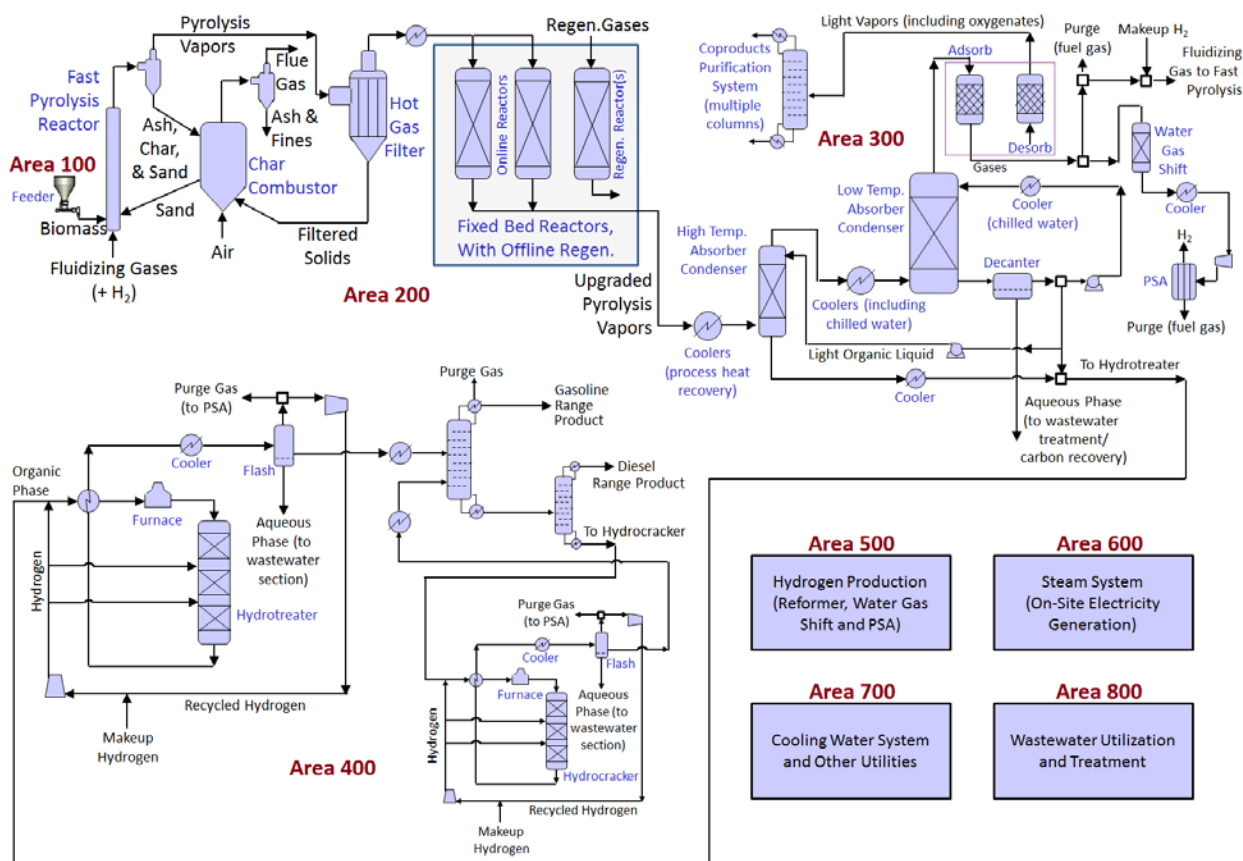 Pyrolysis
Vapors
Fast
Pyrolysis
Reactor
Flue
Gas
Ash &
Fines
Ash,
Char,
& Sand
Char
Combustor
Area 100
Feeder
Biomass
Sand
Air
Fluidizing Gases
(+ H2)
Hot
Gas
Filter
Filtered
Solids
Area 200
Regen.Gases
Online Reactors
Regen. Reactor(s)
Fixed Bed Reactors,
With Offline Regen.
Upgraded
Pyrolysis
Vapors
Light Vapors (including oxygenates)
Coproducts
Purification
System
(multiple
columns)
Area 300
Adsorb
Desorb
Gases
Purge
(fuel gas)
Makeup H2
Fluidizing
Gas to Fast
Pyrolysis
Water
Gas
Shift
Cooler
H2
PSA
Purge (fuel gas)
Low Temp.
Absorber
Condenser
Cooler
(chilled water)
High Temp.
Absorber
Condenser
Decanter
Coolers (including
chilled water)
Light Organic Liquid
Coolers
(process heat
recovery)
Cooler
To Hydrotreater
Aqueous Phase
(to wastewater
treatment/
carbon recovery)
Purge Gas
(to PSA)
Cooler
Flash
Organic
Phase
Furnace
Aqueous
Phase (to
wastewater
section)
Hydrogen
Hydrotreater
Recycled Hydrogen
Makeup
Hydrogen
Purge Gas
Gasoline
Range
Product
Diesel
Range Product
To Hydrocracker
Purge Gas
(to PSA)
Cooler
Flash
Furnace
Aqueous
Phase (to
wastewater
section)
Hydrogen
Hydrocracker
Recycled Hydrogen
Makeup
Hydrogen
Area 400
Area 500
Hydrogen Production
(Reformer, Water Gas
Shift and PSA)
Area 600
Steam System
(On-Site Electricity
Generation)
Area 700
Cooling Water System
and Other Utilities
Area 800
Wastewater Utilization
and Treatment